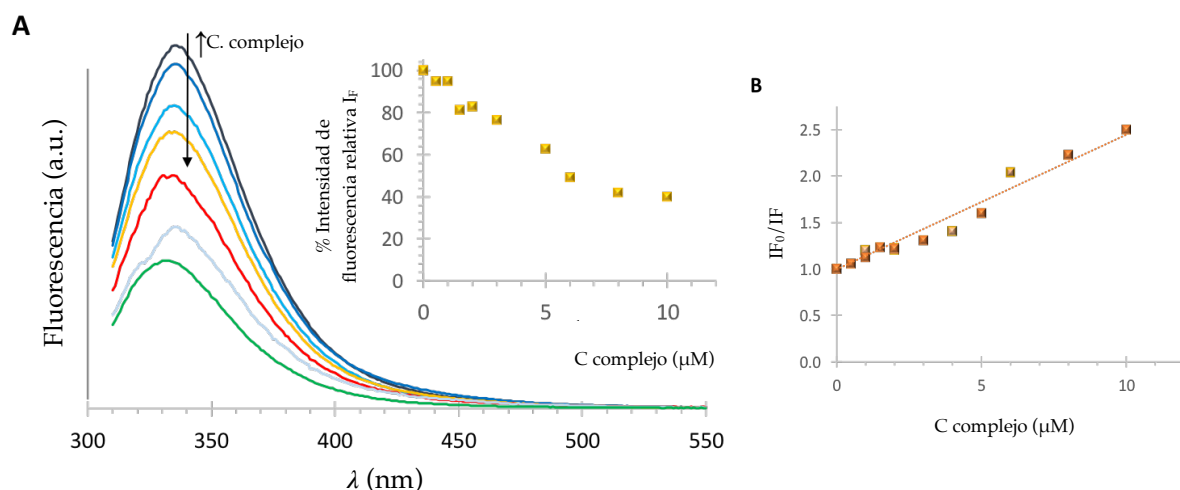 A
↑C. complejo
Fluorescencia (a.u.)
300
350
400
450
500
550
λ (nm)
% Intensidad de
fluorescencia relativa IF
100
80
60
40
20
0
0
5
10
C complejo (µM)
B
IF0/IF
2.5
2.0
1.5
1.0
0.5
0.0
0
5
10
C complejo (µM)